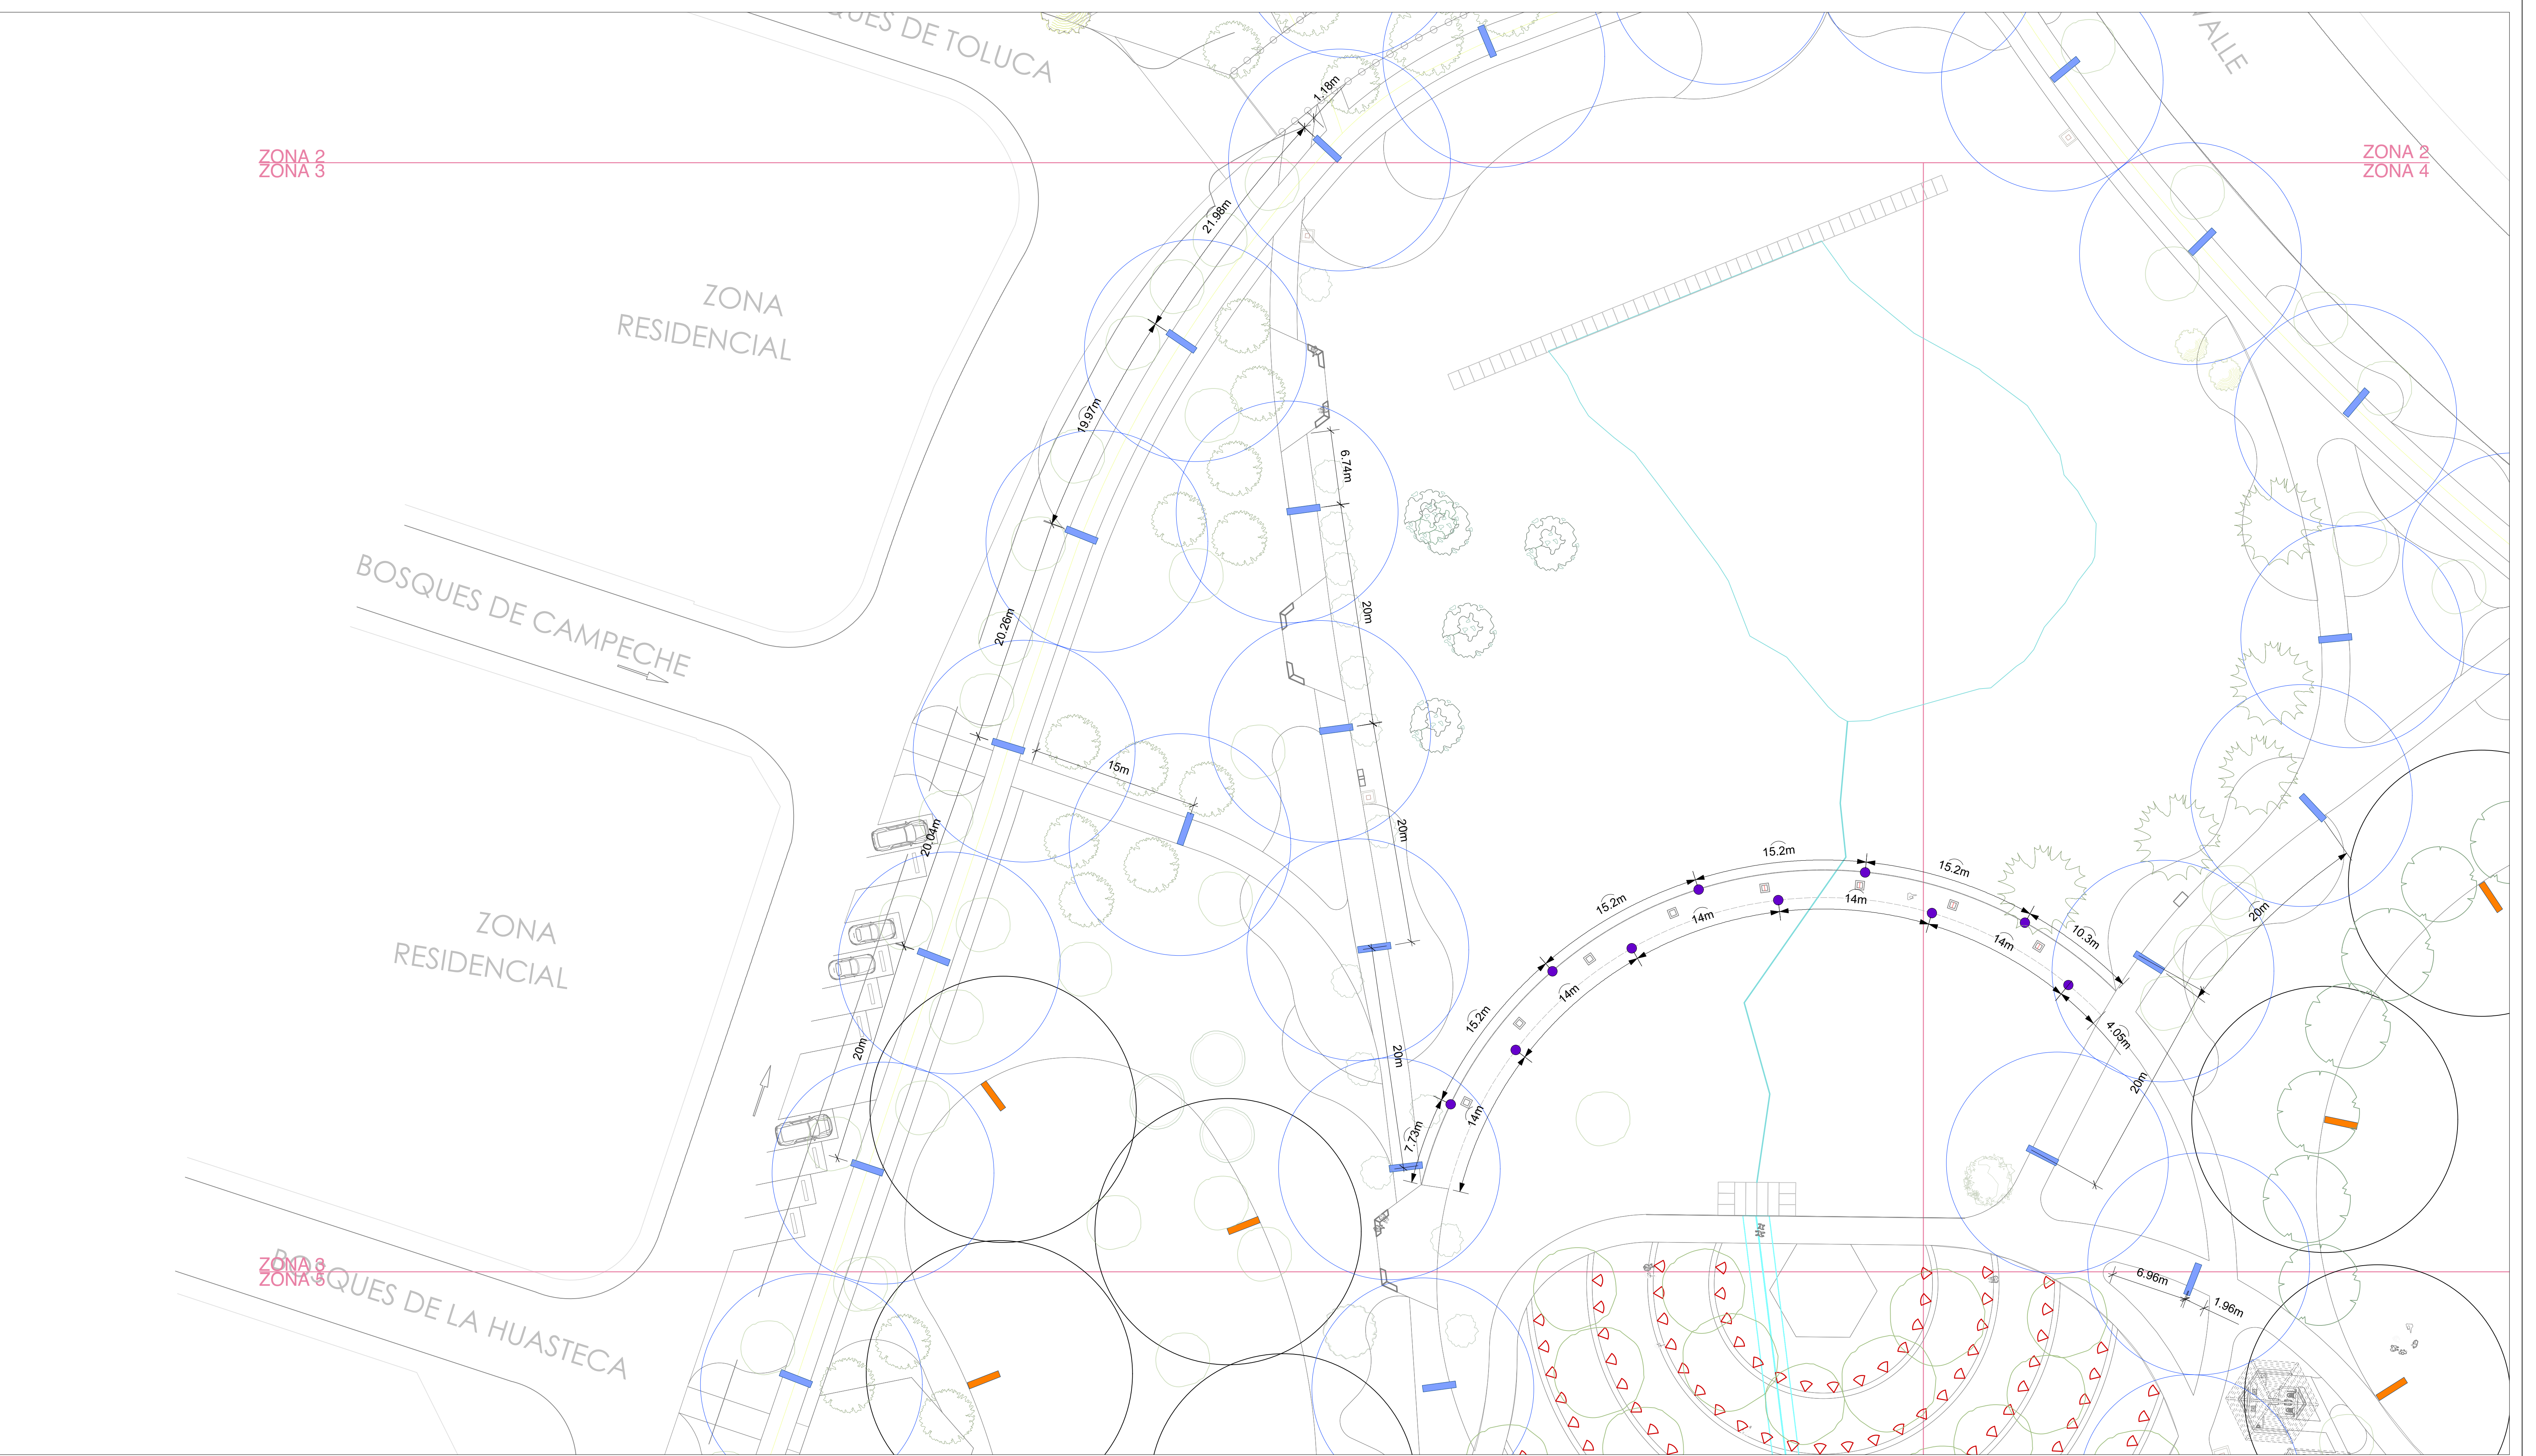 QUES DE TOLUCA
VALLE
1.18m
ZONA 2
ZONA 3
ZONA 2
ZONA 4
21.98m
ZONA
RESIDENCIAL
19.97m
6.74m
BOSQUES DE CAMPECHE
20.26m
20m
15m
20.04m
20m
15.2m
15.2m
15.2m
14m
14m
10.3m
20m
ZONA
RESIDENCIAL
14m
14m
15.2m
20m
20m
4.05m
20m
7.73m
14m
ZONA 3
ZONA 5
BOSQUES DE LA HUASTECA
6.96m
1.96m